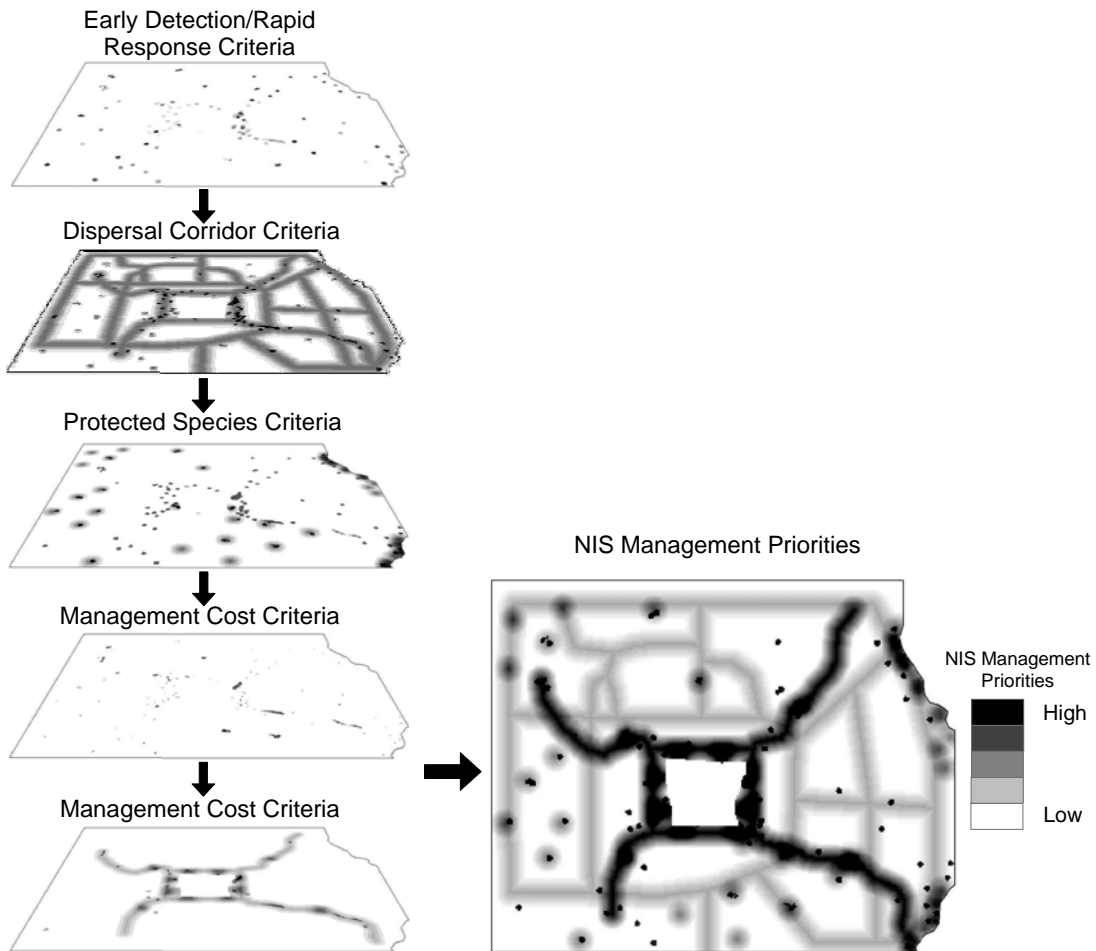 Early Detection/Rapid
Response Criteria
Dispersal Corridor Criteria
Protected Species Criteria
Management Cost Criteria
Management Cost Criteria
NIS Management Priorities
NIS Management
Priorities
High
Low